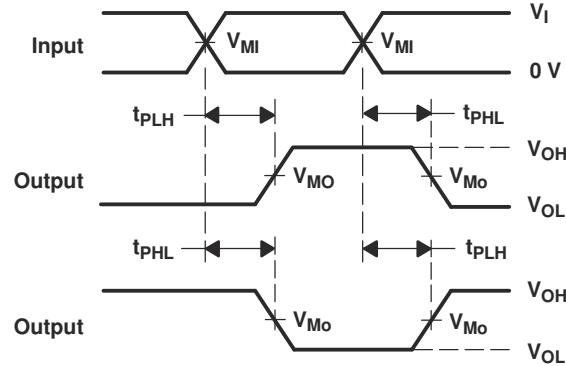 V_I
Input
V_MI
V_MI
0 V
t_PLH
t_PHL
V_OH
Output
V_MO
V_Mo
V_OL
t_PHL
t_PLH
V_OH
Output
V_Mo
V_Mo
V_OL